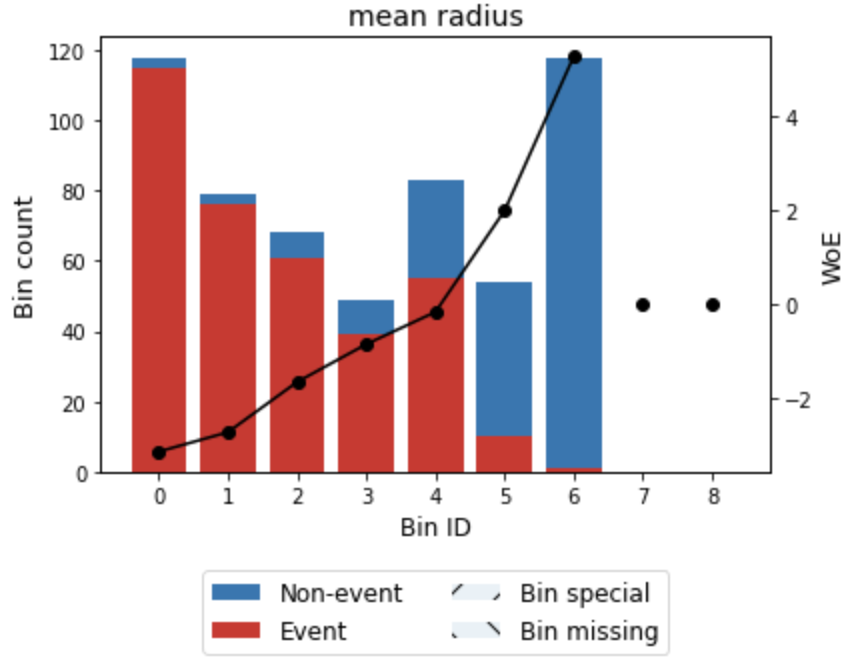 mean radius
120
100
80
60
40
20
0
Bin count
4
2
0
−2
WoE
0 1 2 3 4 5 6 7 8
Bin ID
Non-event Bin special
Event Bin missing